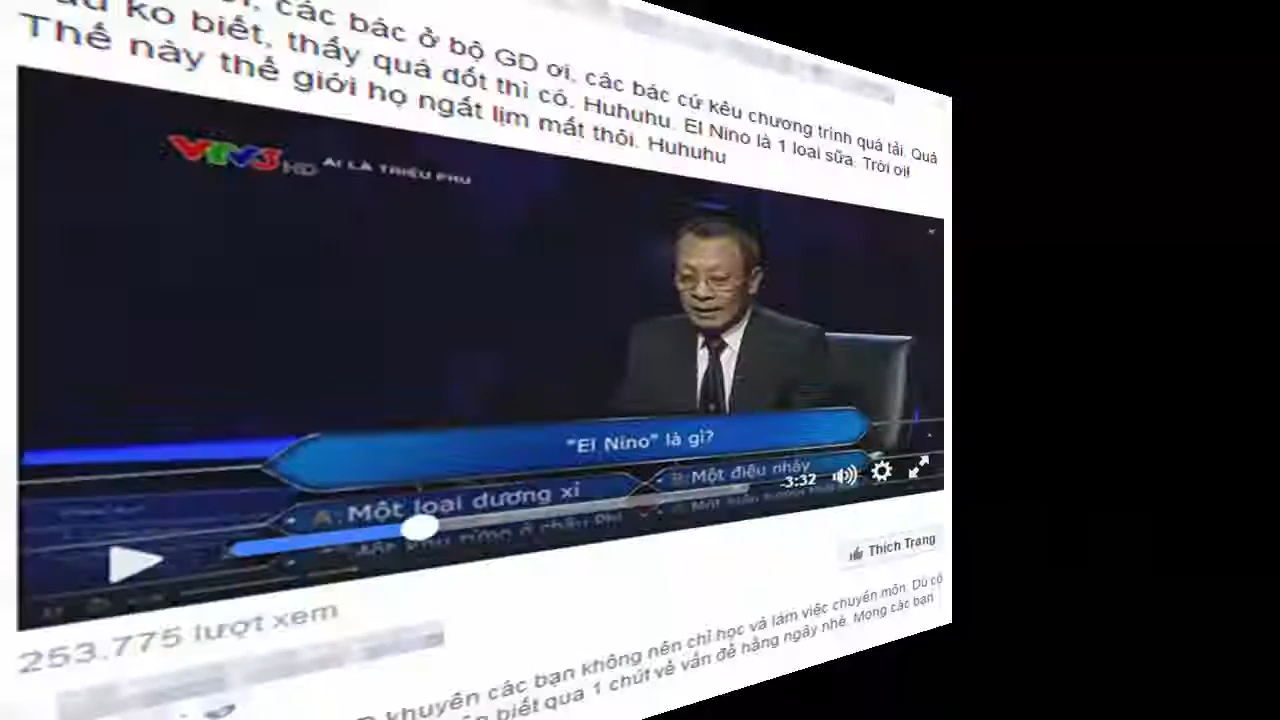 các bác ở bộ GD ơi, các bác cứ kêu chương trình quá tải. Quá
ko biết, thấy quá dốt thì có. Huhuhu. El Nino là 1 loại sữa. Trời ơi!
Thế này thế giới họ ngất lịm mất thôi. Huhuhu
VTV3 HD AI LÀ TRIỆU PHÚ
"El Nino" là gì?
A: Một loại dương xỉ
B: Một điệu nhảy
-3:32
253.775 lượt xem
Thích Trang
khuyên các bạn không nên chỉ học và làm việc chuyên môn. Dù có
biết qua 1 chút về vấn đề hằng ngày nhé. Mong các bạn